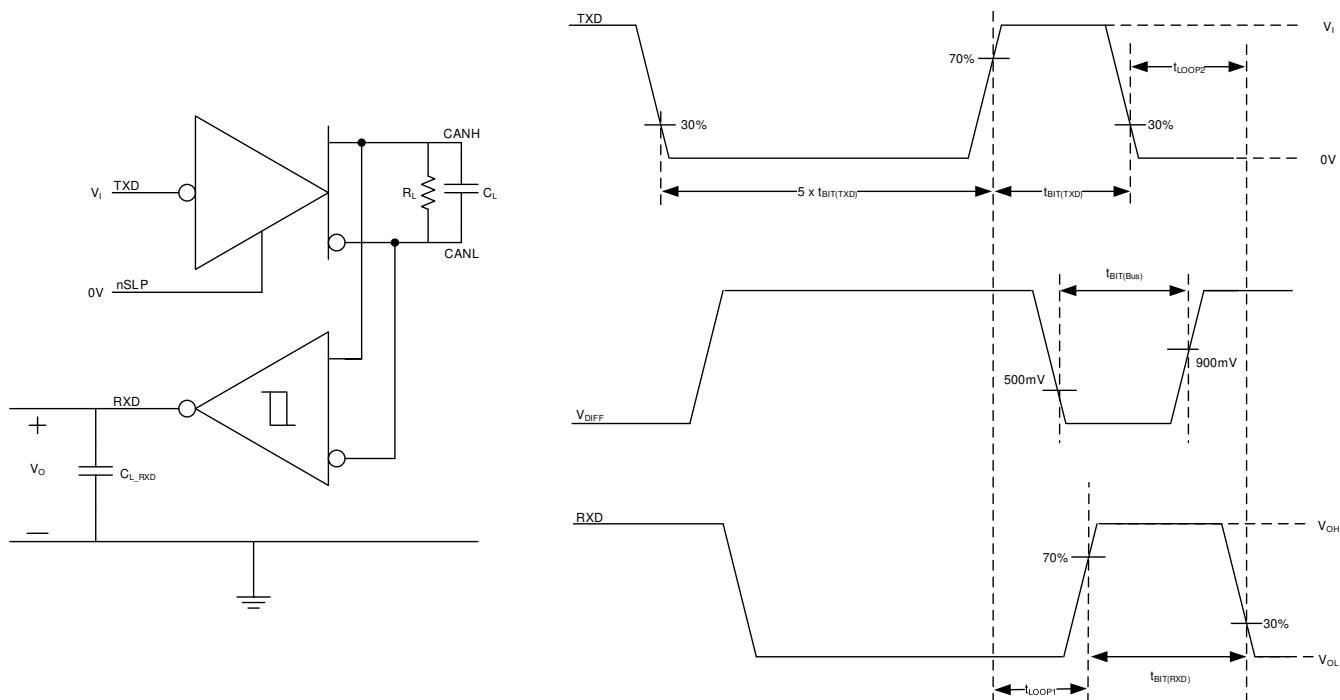 V_I
TXD
nSLP
0V
CANH
R_L
C_L
CANL
RXD
+
V_O
C_L_RXD
—
TXD
V_I
70%
t_LOOP2
30%
30%
0V
5 x t_BIT(TXD)
t_BIT(TXD)
t_BIT(Bus)
900mV
500mV
V_DIFF
RXD
V_OH
70%
30%
V_OL
t_BIT(RXD)
t_LOOP1